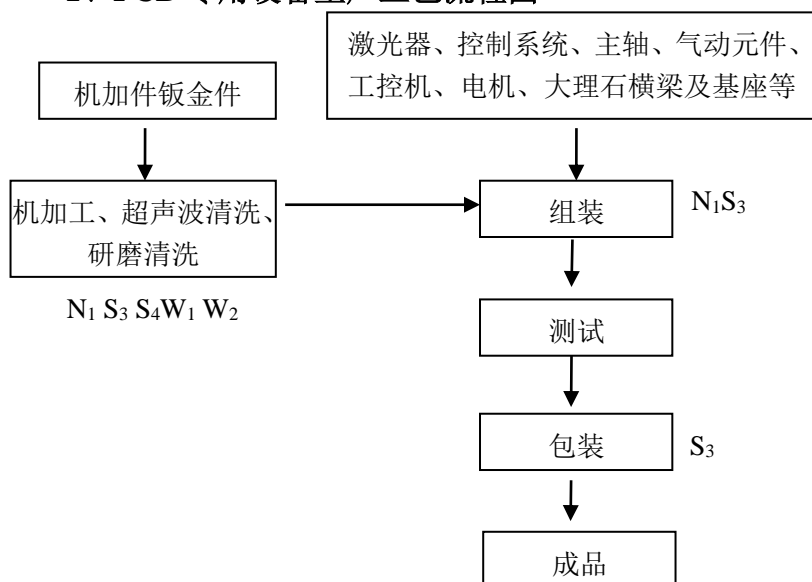 激光器、控制系统、主轴、气动元件、
工控机、电机、大理石横梁及基座等
机加件钣金件
机加工、超声波清洗、
研磨清洗
N₁ S₃ S₄W₁ W₂
组装
N₁S₃
测试
包装
S₃
成品